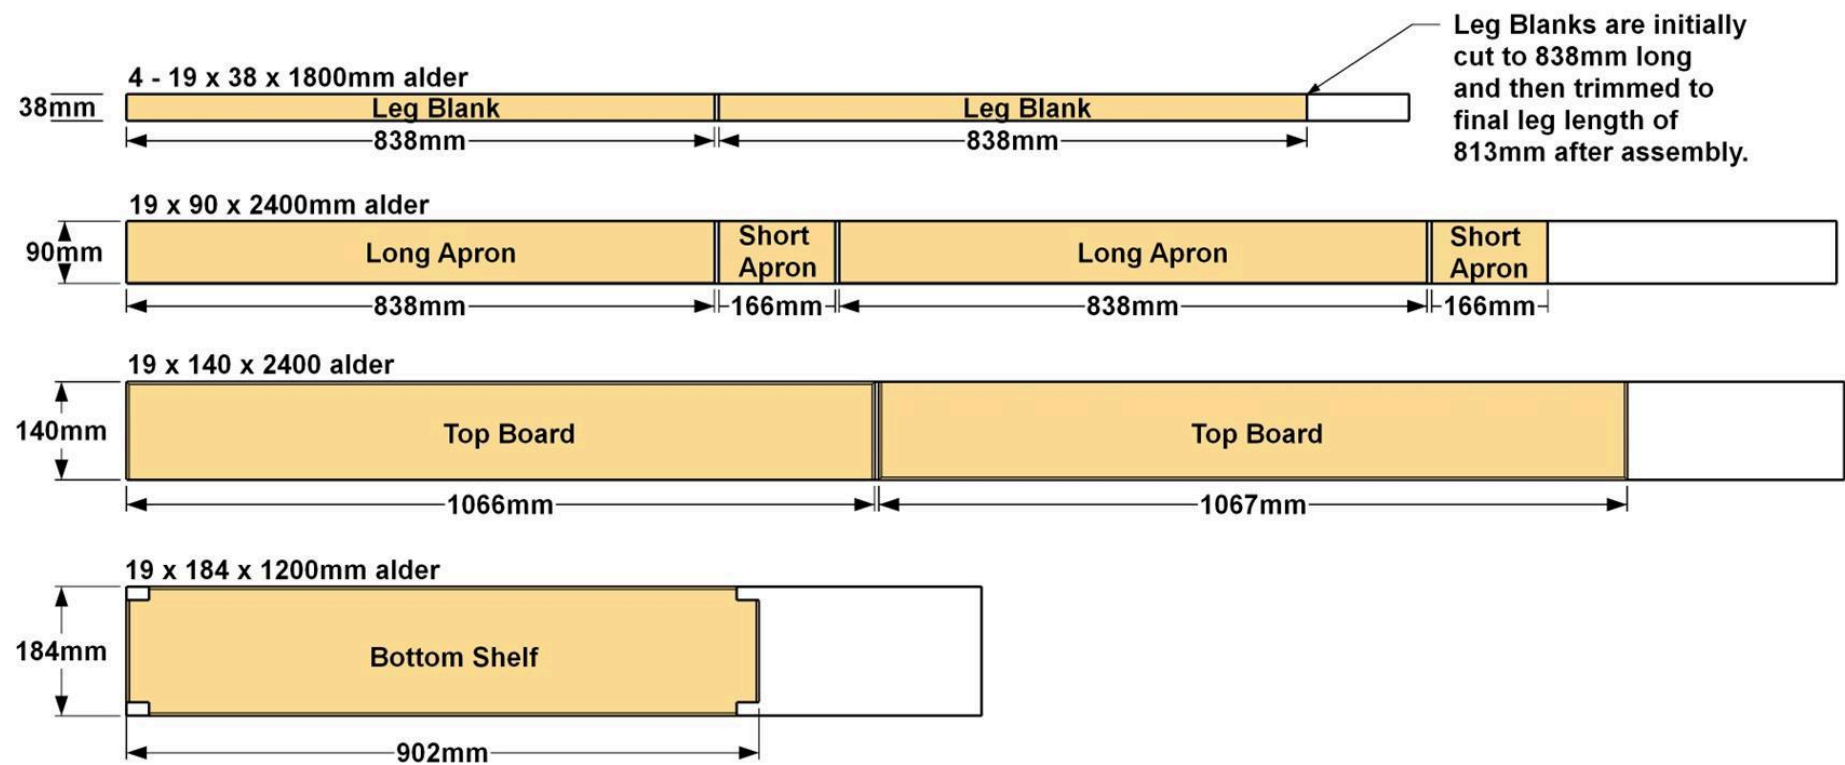 Leg Blanks are initially
cut to 838mm long
and then trimmed to
final leg length of
813mm after assembly.
4 - 19 x 38 x 1800mm alder
38mm
Leg Blank
Leg Blank
838mm
838mm
19 x 90 x 2400mm alder
90mm
Long Apron
Short
Apron
Long Apron
Short
Apron
838mm
166mm
838mm
166mm
19 x 140 x 2400 alder
140mm
Top Board
Top Board
1066mm
1067mm
19 x 184 x 1200mm alder
184mm
Bottom Shelf
902mm